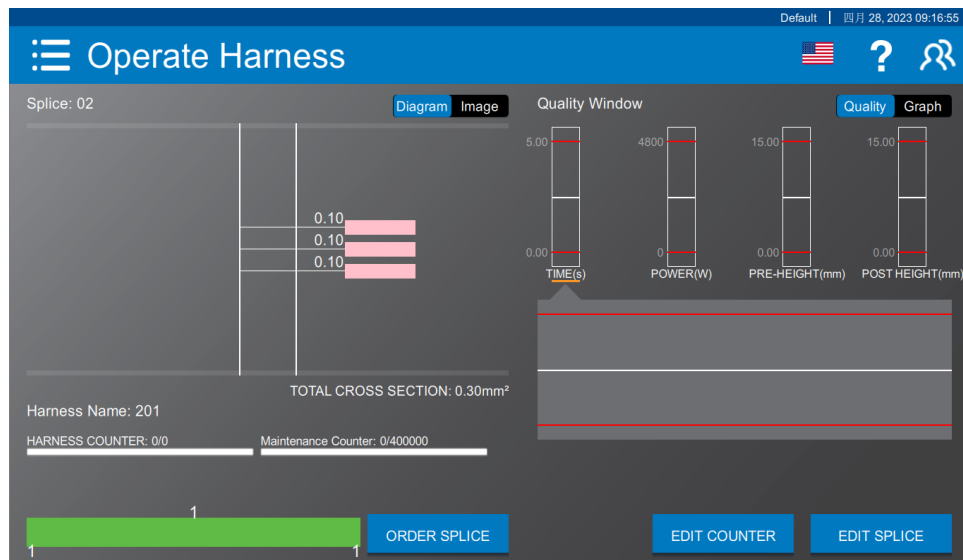 Default
四月 28, 2023 09:16:55
Operate Harness
?
Splice: 02
Diagram Image
0.10
0.10
0.10
TOTAL CROSS SECTION: 0.30mm²
Harness Name: 201
HARNESS COUNTER: 0/0
Maintenance Counter: 0/400000
1
1
1
ORDER SPLICE
Quality Window
Quality Graph
5.00
4800
15.00
15.00
0.00
0
0.00
0.00
TIME(s)
POWER(W)
PRE-HEIGHT(mm)
POST HEIGHT(mm)
EDIT COUNTER
EDIT SPLICE